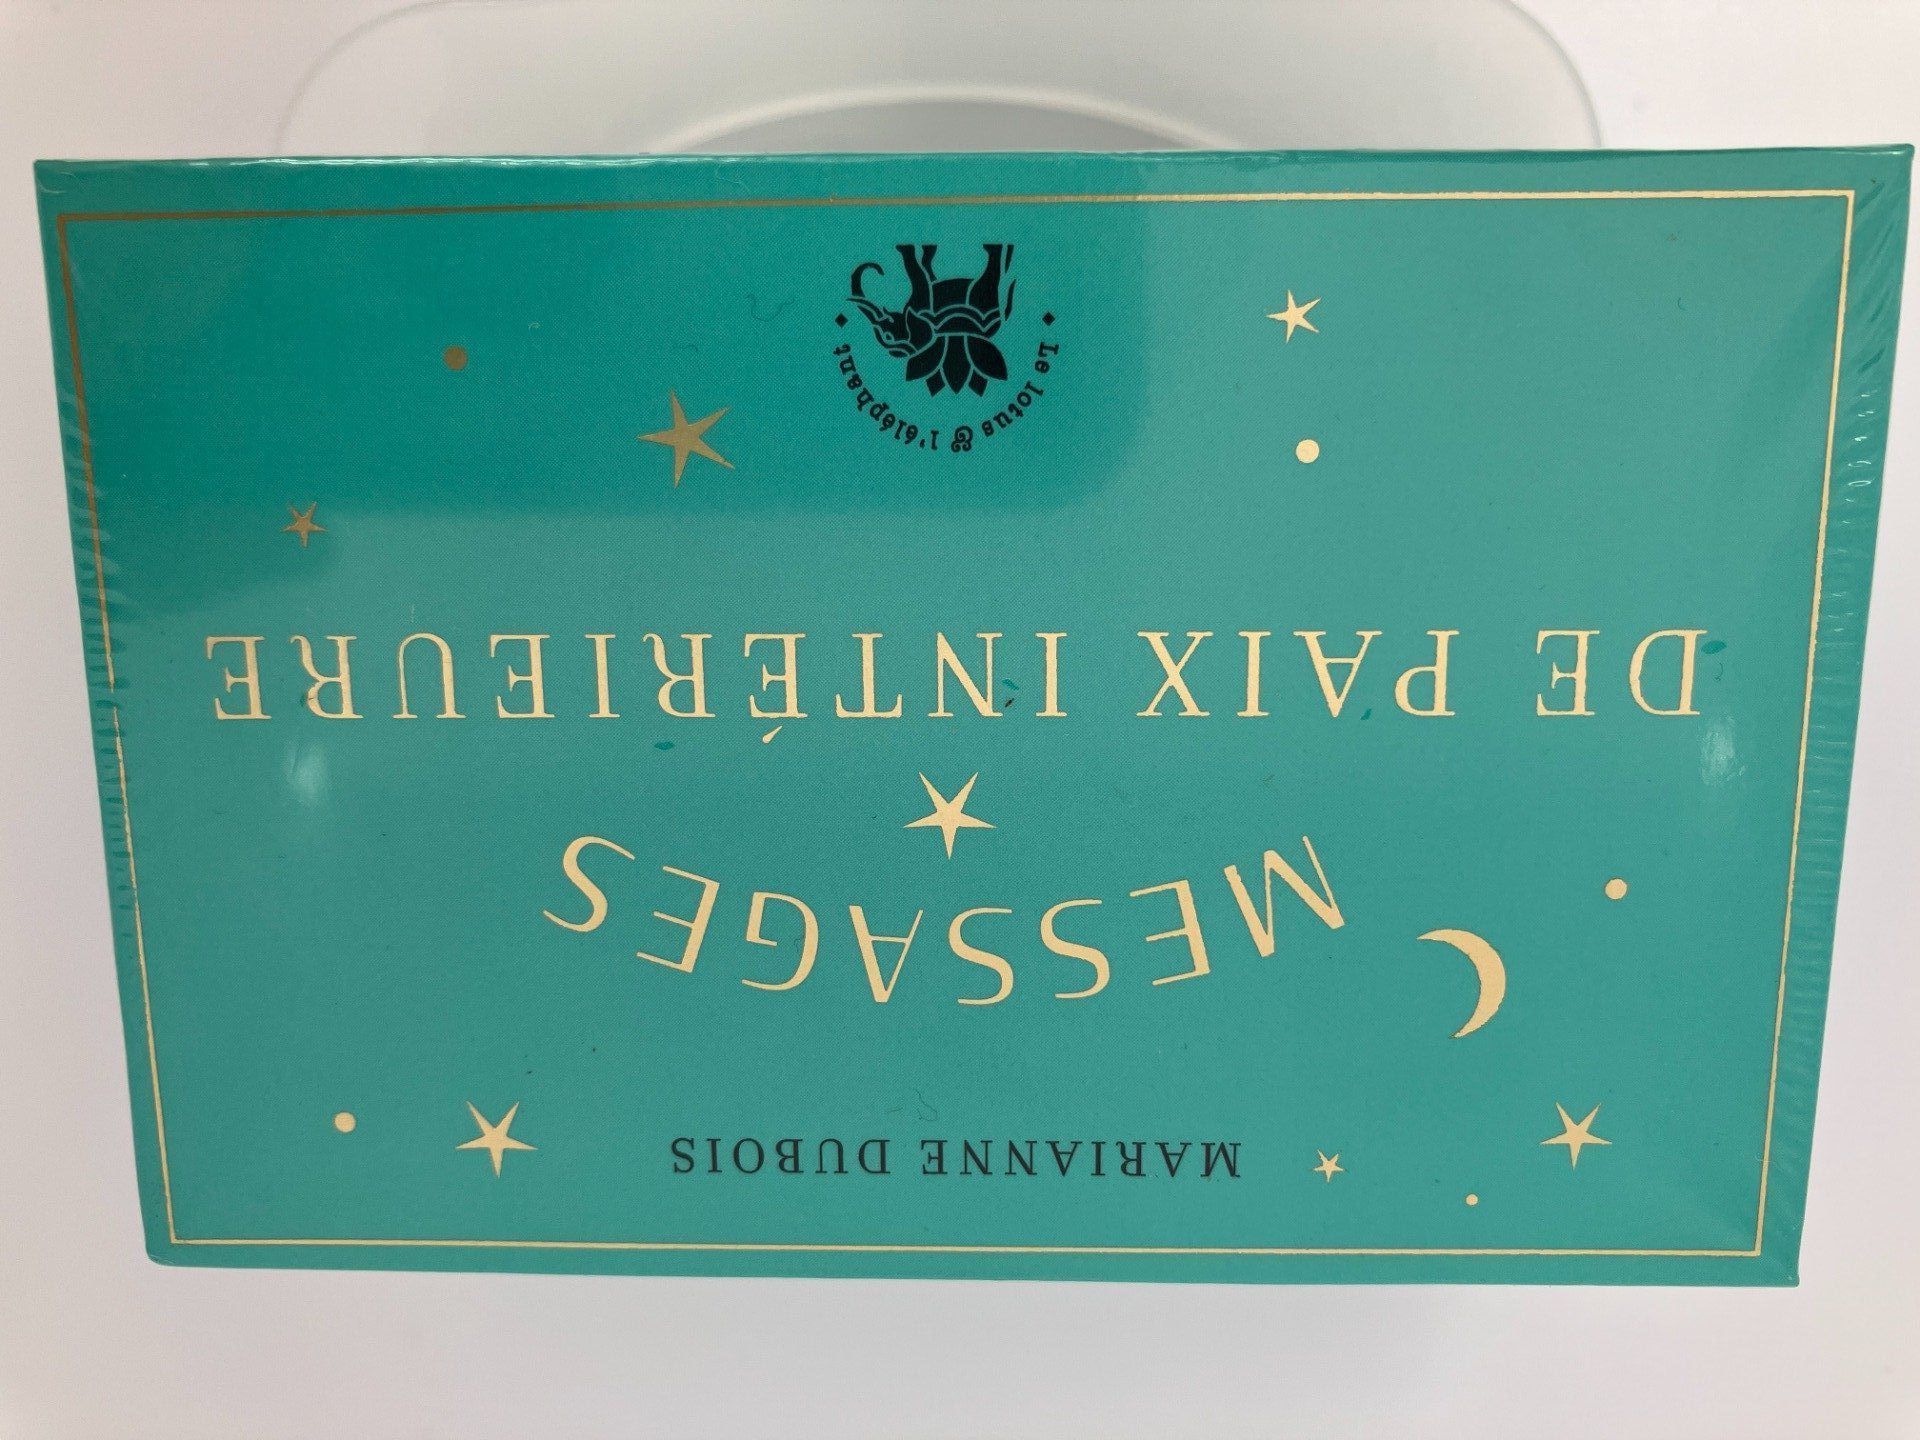 MARIANNE DUBOIS
MESSAGES
DE PAIX INTÉRIEURE
Le lotus & l'éléphant